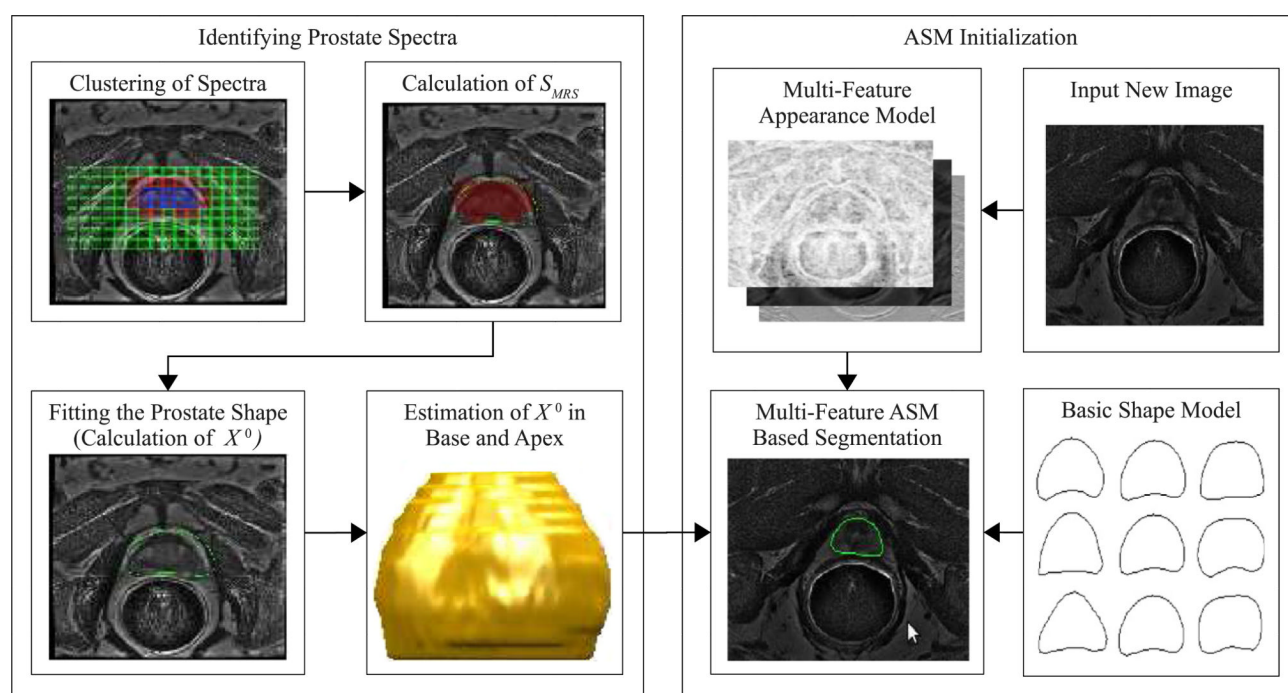 Identifying Prostate Spectra
Clustering of Spectra
Calculation of S_MRS
Fitting the Prostate Shape
(Calculation of X⁰)
Estimation of X⁰ in
Base and Apex
ASM Initialization
Multi-Feature
Appearance Model
Input New Image
Multi-Feature ASM
Based Segmentation
Basic Shape Model